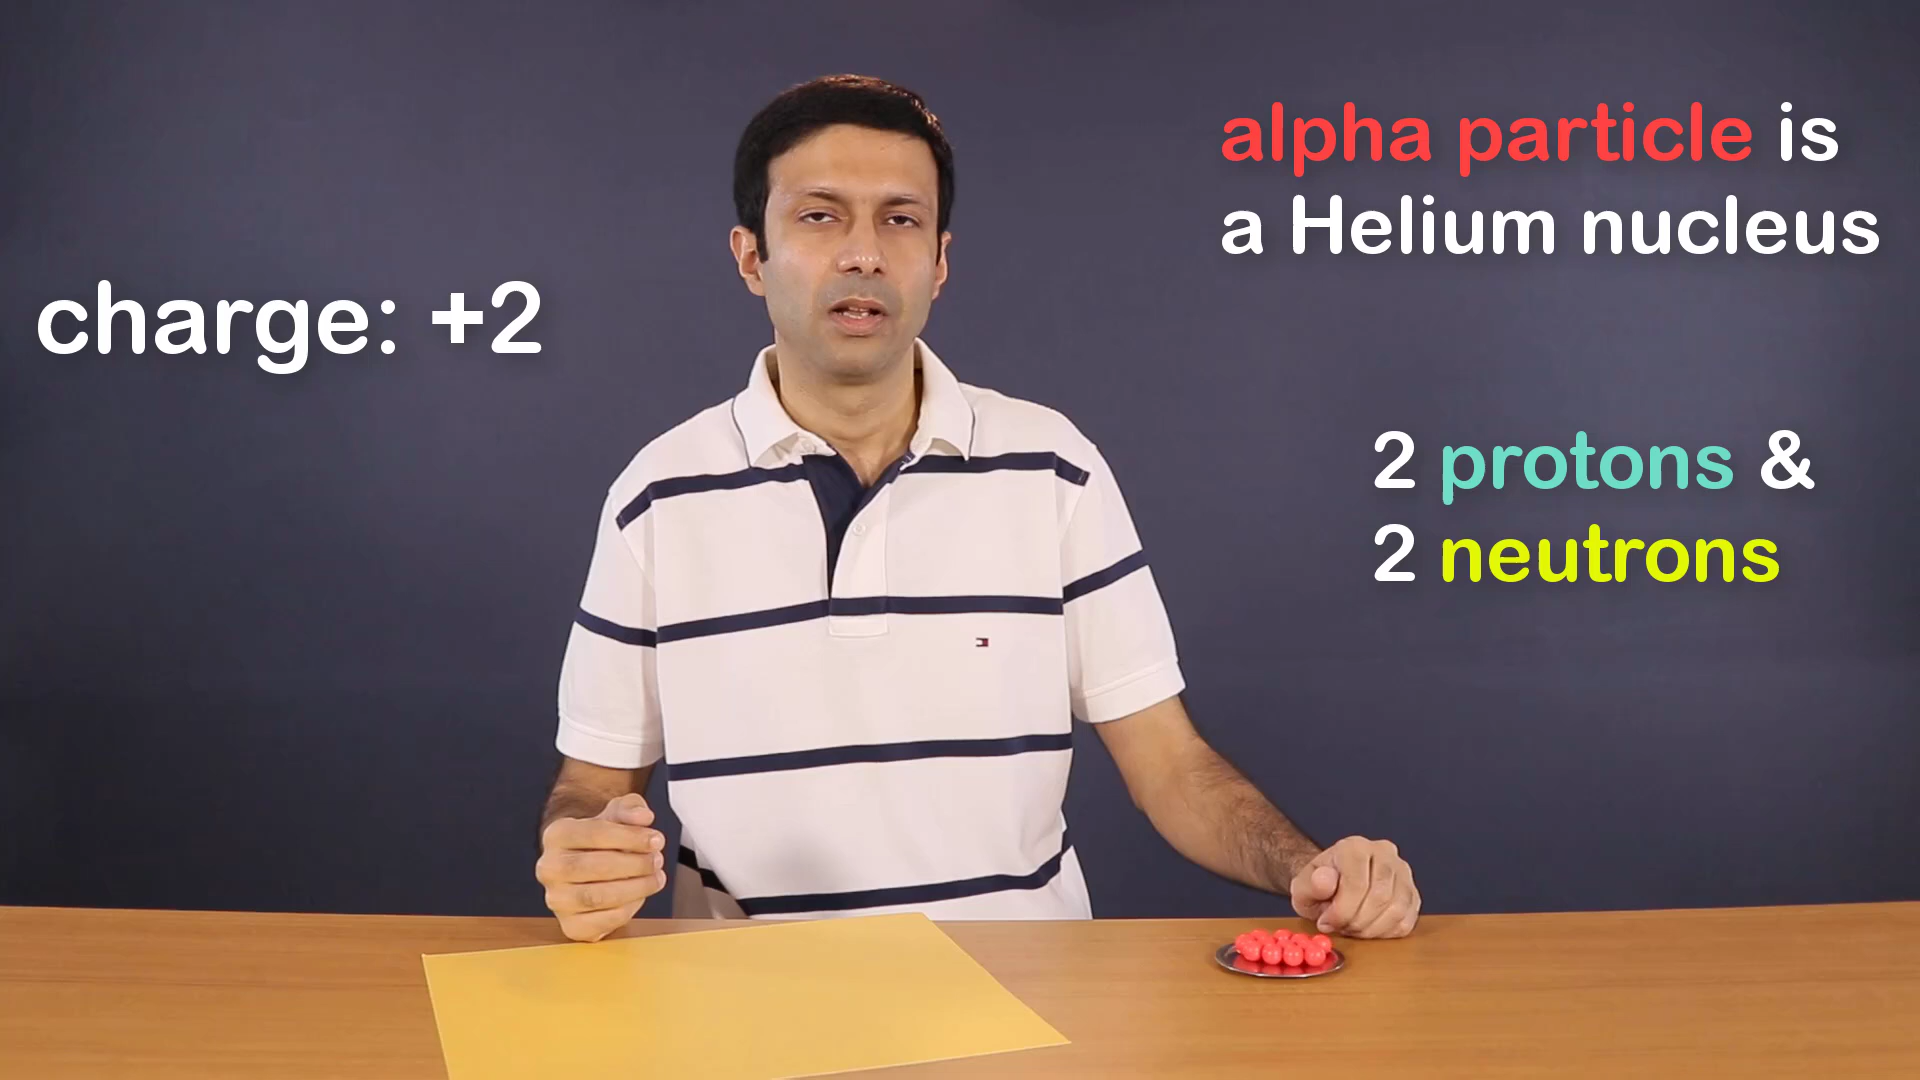 charge: +2
alpha particle is
a Helium nucleus
2 protons &
2 neutrons